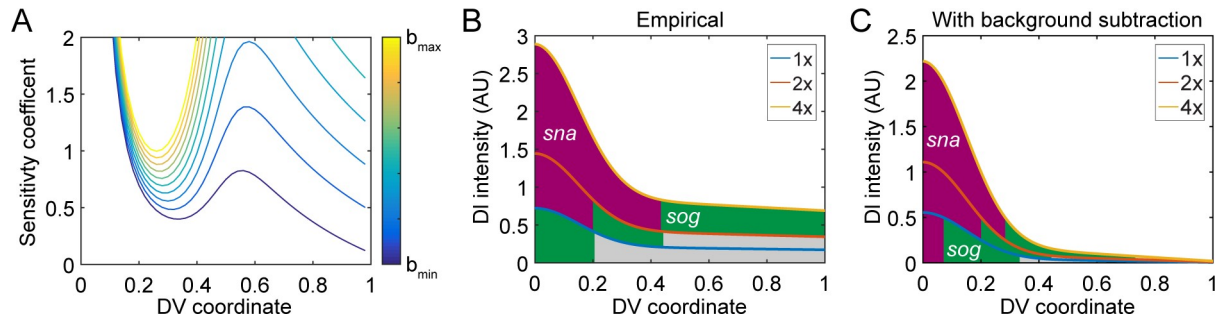 A
Sensitivty coefficent
2
1.5
1
0.5
0
0 0.2 0.4 0.6 0.8 1
DV coordinate
bmax
bmin
B
Empirical
DI intensity (AU)
3
2.5
2
1.5
1
0.5
0
0 0.2 0.4 0.6 0.8 1
DV coordinate
1x
2x
4x
sna
sog
C
With background subtraction
DI intensity (AU)
2.5
2
1.5
1
0.5
0
0 0.2 0.4 0.6 0.8 1
DV coordinate
1x
2x
4x
sna
sog